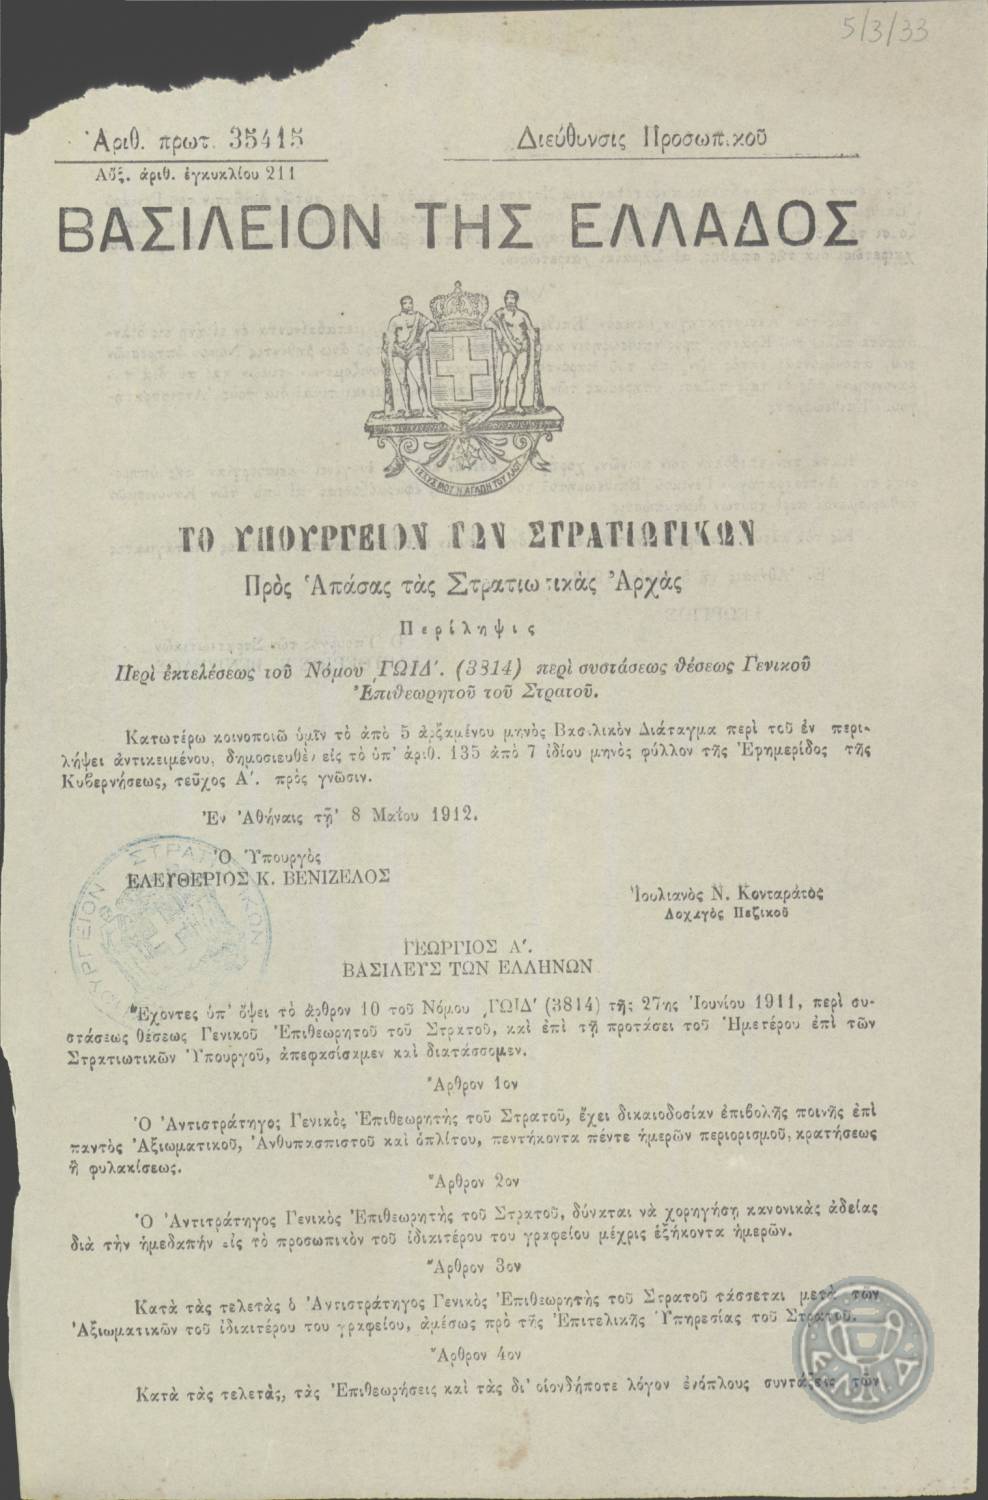 5/3/33
Ἀριθ. πρωτ. 35415
Διεύθυνσις Προσωπικοῦ
Αὔξ. ἀριθ. ἐγκυκλίου 211
ΒΑΣΙΛΕΙΟΝ ΤΗΣ ΕΛΛΑΔΟΣ
ΙΣΧΥΣ ΜΟΥ Η ΑΓΑΠΗ ΤΟΥ ΛΑΟΥ
ΤΟ ΥΠΟΥΡΓΕΙΟΝ ΤΩΝ ΣΤΡΑΤΙΩΤΙΚΩΝ
Πρὸς Ἁπάσας τὰς Στρατιωτικὰς Ἀρχὰς
Περίληψις
Περὶ ἐκτελέσεως τοῦ Νόμου ͵ΓΩΙΔ΄. (3814) περὶ συστάσεως θέσεως Γενικοῦ
Ἐπιθεωρητοῦ τοῦ Στρατοῦ.
Κατωτέρω κοινοποιῶ ὑμῖν τὸ ἀπὸ 5 ἀρξαμένου μηνὸς Βασιλικὸν Διάταγμα περὶ τοῦ ἐν περι-
λήψει ἀντικειμένου, δημοσιευθὲν εἰς τὸ ὑπ' ἀριθ. 135 ἀπὸ 7 ἰδίου μηνὸς φύλλον τῆς Ἐφημερίδος τῆς
Κυβερνήσεως, τεῦχος Α΄. πρὸς γνῶσιν.
Ἐν Ἀθήναις τῇ 8 Μαΐου 1912.
Ὁ Ὑπουργὸς
ΕΛΕΥΘΕΡΙΟΣ Κ. ΒΕΝΙΖΕΛΟΣ
ΥΠΟΥΡΓΕΙΟΝ ΣΤΡΑΤΙΩΤΙΚΩΝ
Ἰουλιανὸς Ν. Κονταράτος
Λοχαγὸς Πεζικοῦ
ΓΕΩΡΓΙΟΣ Α΄.
ΒΑΣΙΛΕΥΣ ΤΩΝ ΕΛΛΗΝΩΝ
Ἔχοντες ὑπ' ὄψει τὸ ἄρθρον 10 τοῦ Νόμου ͵ΓΩΙΔ΄ (3814) τῆς 27ης Ἰουνίου 1911, περὶ συ-
στάσεως θέσεως Γενικοῦ Ἐπιθεωρητοῦ τοῦ Στρατοῦ, καὶ ἐπὶ τῇ προτάσει τοῦ Ἡμετέρου ἐπὶ τῶν
Στρατιωτικῶν Ὑπουργοῦ, ἀπεφασίσαμεν καὶ διατάσσομεν.
Ἄρθρον 1ον
Ὁ Ἀντιστράτηγος Γενικὸς Ἐπιθεωρητὴς τοῦ Στρατοῦ, ἔχει δικαιοδοσίαν ἐπιβολῆς ποινῆς ἐπὶ
παντὸς Ἀξιωματικοῦ, Ἀνθυπασπιστοῦ καὶ ὁπλίτου, πεντήκοντα πέντε ἡμερῶν περιορισμοῦ, κρατήσεως
ἢ φυλακίσεως.
Ἄρθρον 2ον
Ὁ Ἀντιτράτηγος Γενικὸς Ἐπιθεωρητὴς τοῦ Στρατοῦ, δύναται νὰ χορηγήσῃ κανονικὰς ἀδείας
διὰ τὴν ἡμεδαπὴν εἰς τὸ προσωπικὸν τοῦ ἰδιαιτέρου του γραφείου μέχρις ἑξήκοντα ἡμερῶν.
Ἄρθρον 3ον
Κατὰ τὰς τελετὰς ὁ Ἀντιστράτηγος Γενικὸς Ἐπιθεωρητὴς τοῦ Στρατοῦ τάσσεται μετὰ τῶν
Ἀξιωματικῶν τοῦ ἰδιαιτέρου του γραφείου, ἀμέσως πρὸ τῆς Ἐπιτελικῆς Ὑπηρεσίας τοῦ Στρατοῦ.
Ἄρθρον 4ον
Κατὰ τὰς τελετὰς, τὰς Ἐπιθεωρήσεις καὶ τὰς δι' οἱονδήποτε λόγον ἐνόπλους συντάξεις τῶν